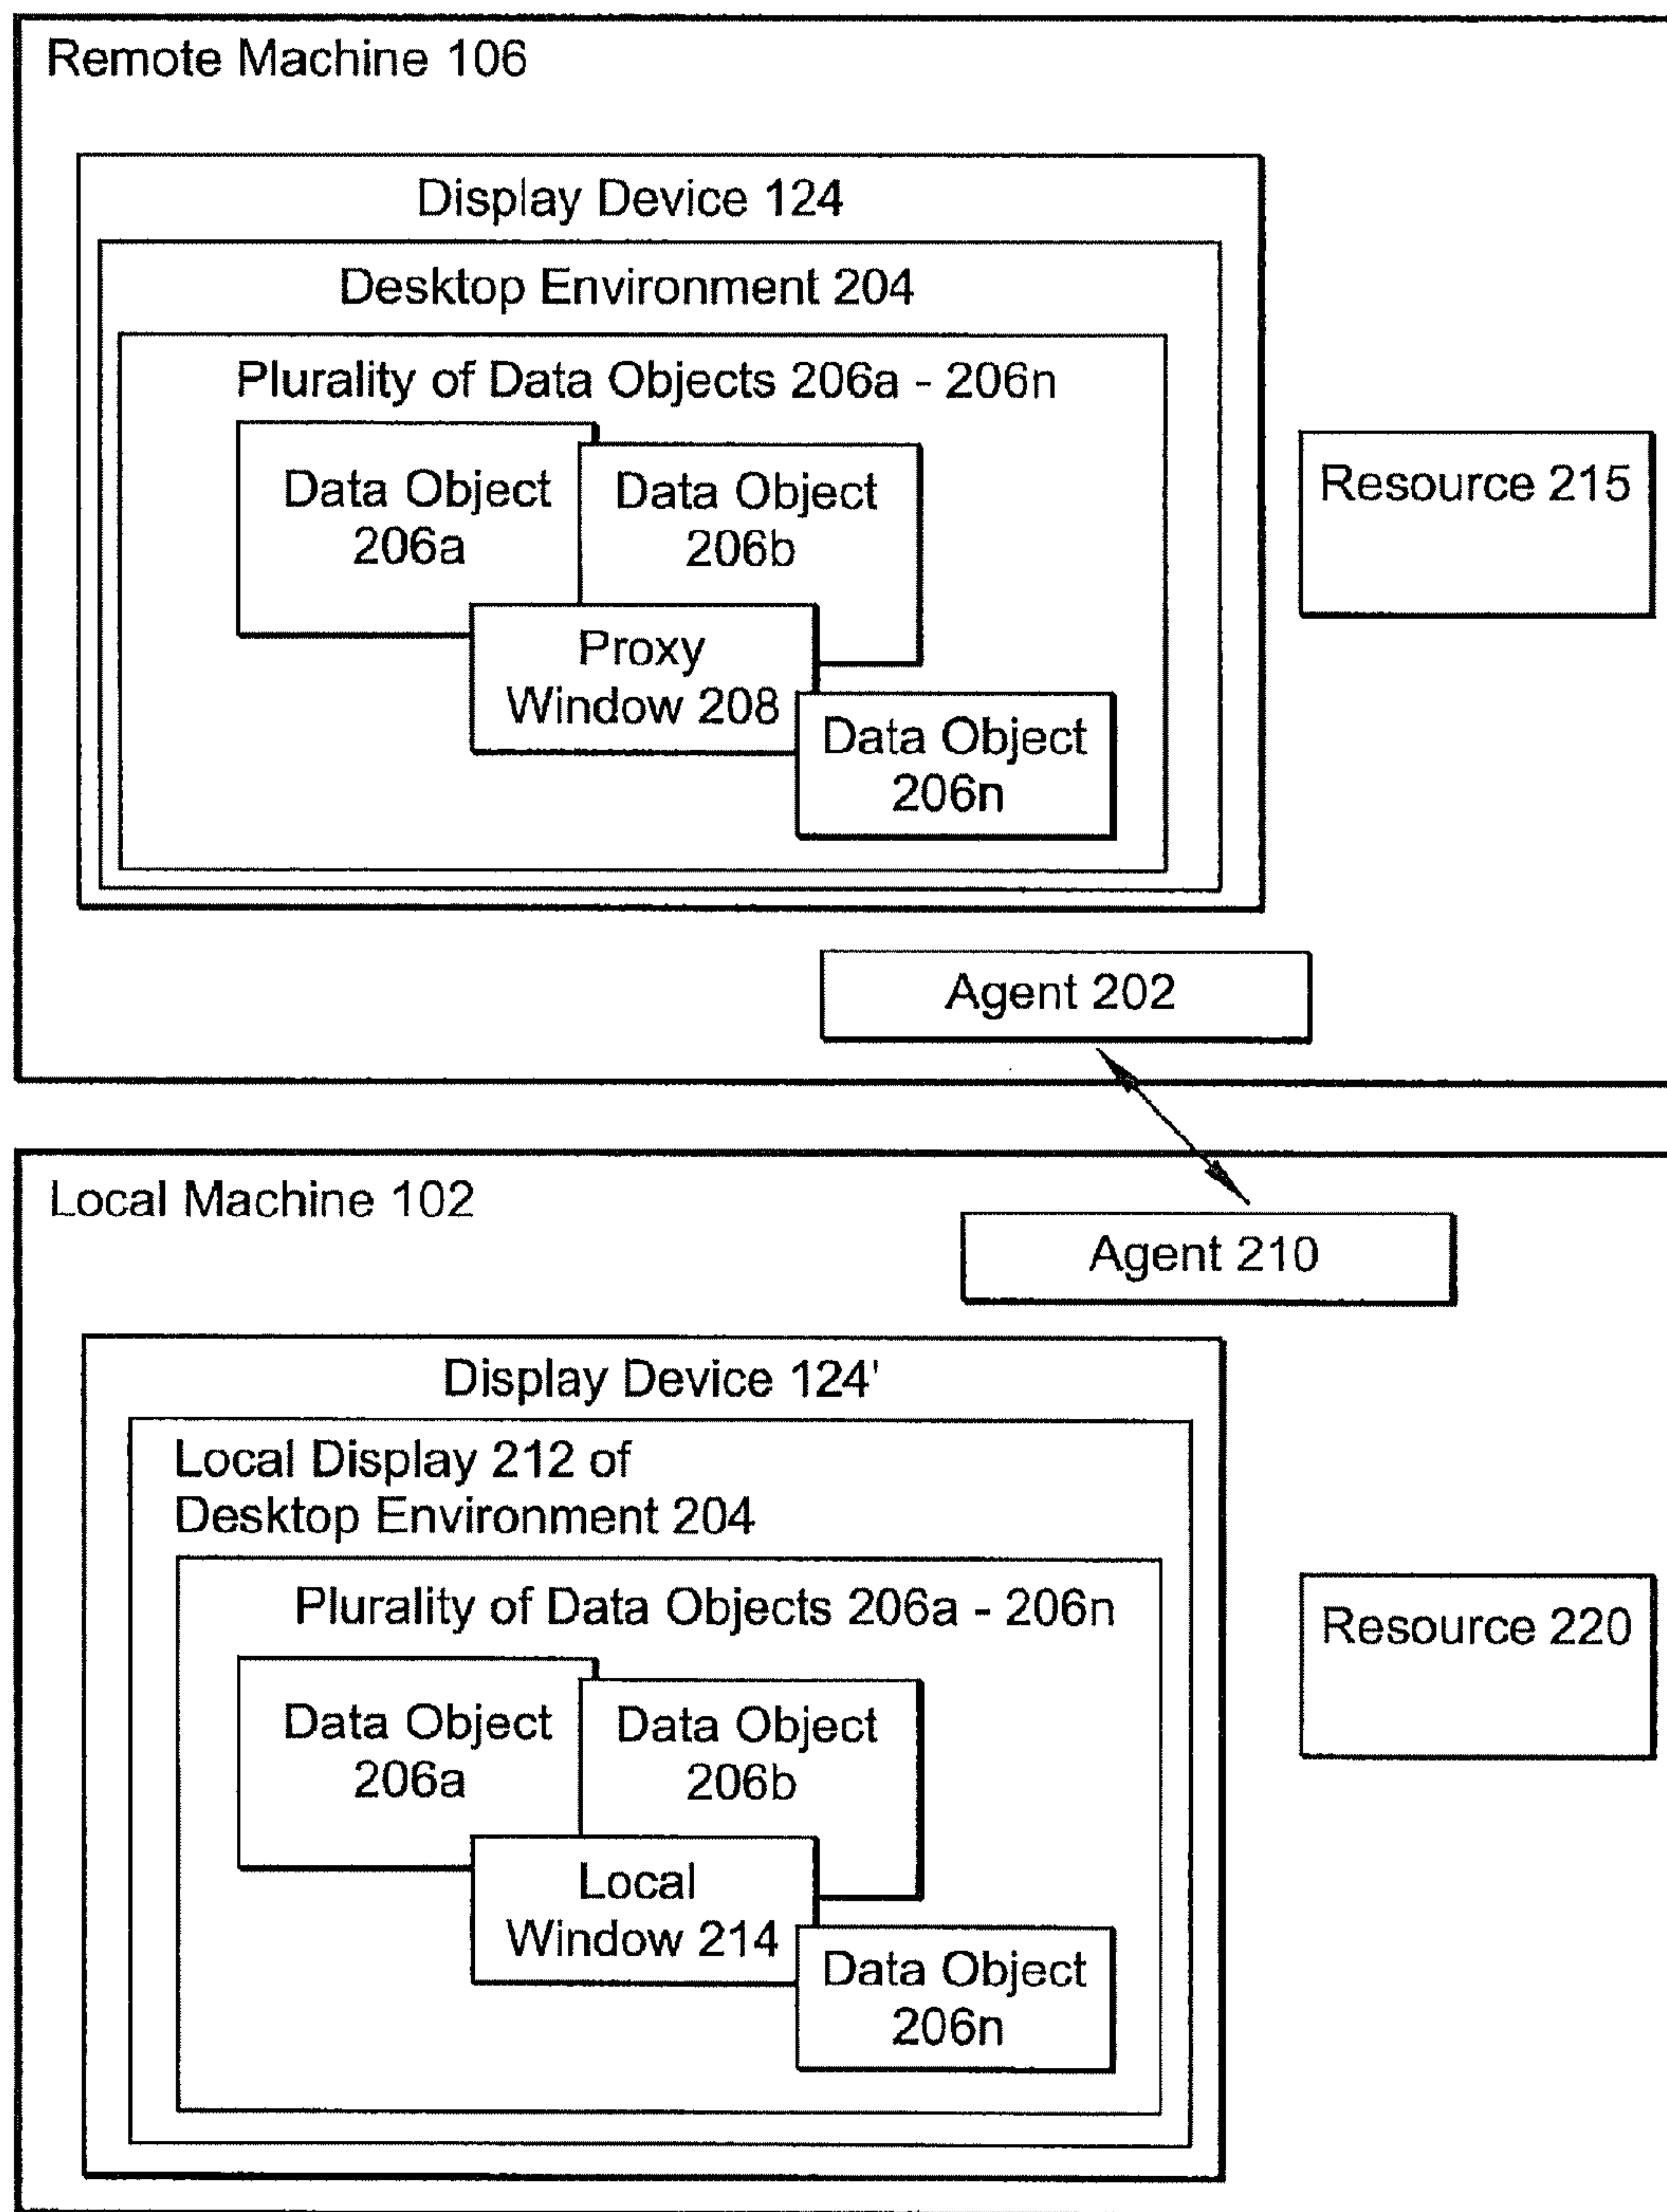 Remote Machine 106
Display Device 124
Desktop Environment 204
Plurality of Data Objects 206a - 206n
Data Object
206a
Data Object
206b
Proxy
Window 208
Data Object
206n
Resource 215
Agent 202
Local Machine 102
Agent 210
Display Device 124'
Local Display 212 of
Desktop Environment 204
Plurality of Data Objects 206a - 206n
Data Object
206a
Data Object
206b
Local
Window 214
Data Object
206n
Resource 220